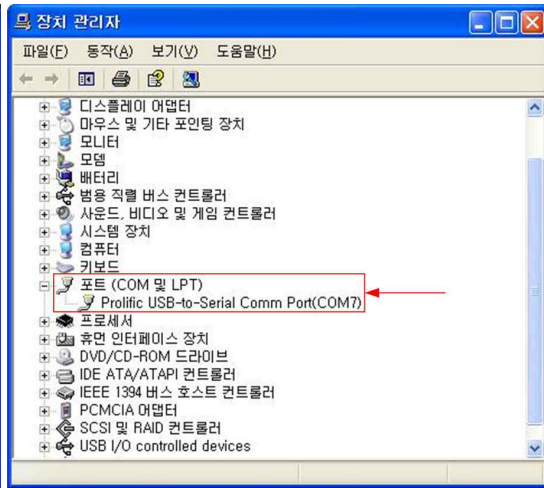 장치 관리자
파일(F) 동작(A) 보기(V) 도움말(H)
디스플레이 어댑터
마우스 및 기타 포인팅 장치
모니터
모뎀
배터리
범용 직렬 버스 컨트롤러
사운드, 비디오 및 게임 컨트롤러
시스템 장치
컴퓨터
키보드
포트 (COM 및 LPT)
Prolific USB-to-Serial Comm Port(COM7)
프로세서
휴먼 인터페이스 장치
DVD/CD-ROM 드라이브
IDE ATA/ATAPI 컨트롤러
IEEE 1394 버스 호스트 컨트롤러
PCMCIA 어댑터
SCSI 및 RAID 컨트롤러
USB I/O controlled devices